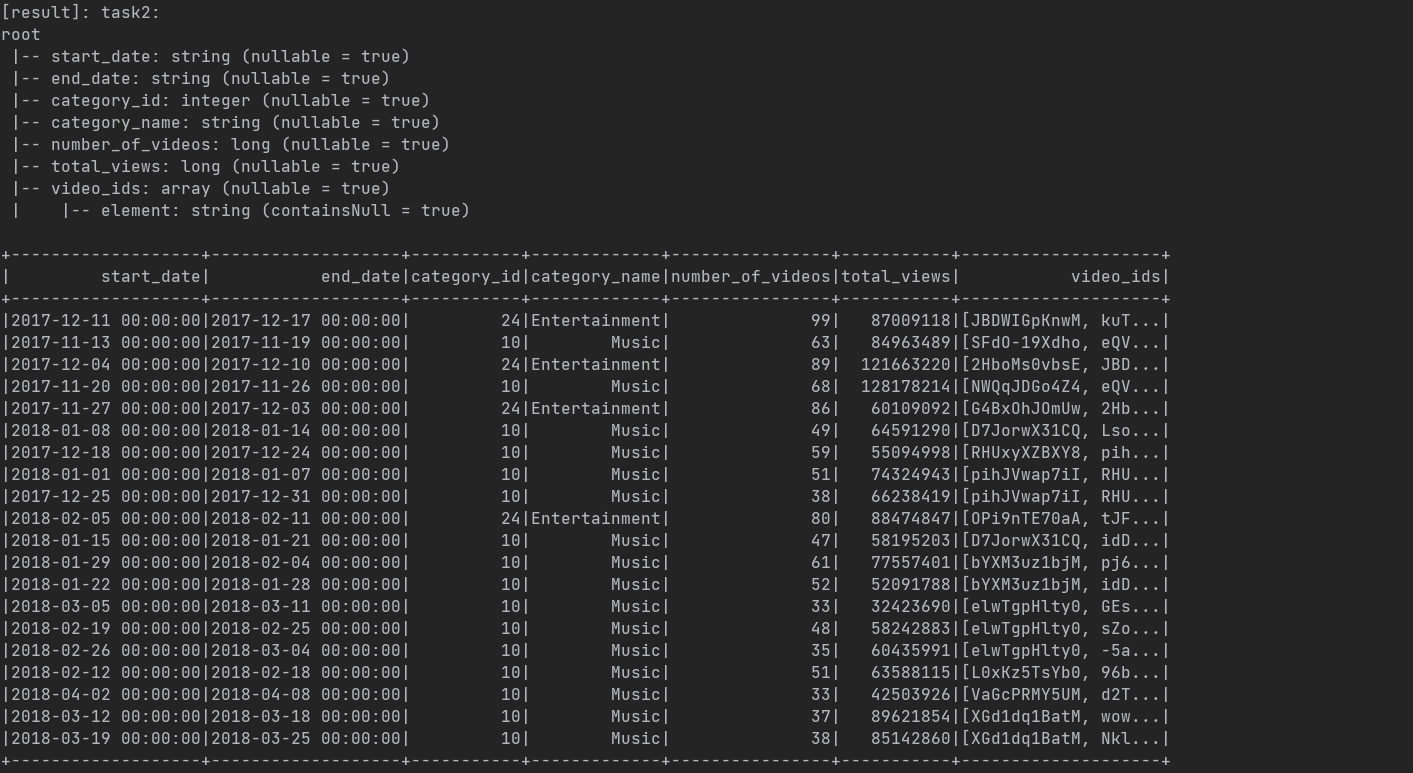 [result]: task2:
root
 |-- start_date: string (nullable = true)
 |-- end_date: string (nullable = true)
 |-- category_id: integer (nullable = true)
 |-- category_name: string (nullable = true)
 |-- number_of_videos: long (nullable = true)
 |-- total_views: long (nullable = true)
 |-- video_ids: array (nullable = true)
 |    |-- element: string (containsNull = true)

+-------------------+-------------------+-----------+-------------+----------------+-----------+--------------------+
|         start_date|           end_date|category_id|category_name|number_of_videos|total_views|           video_ids|
+-------------------+-------------------+-----------+-------------+----------------+-----------+--------------------+
|2017-12-11 00:00:00|2017-12-17 00:00:00|         24|Entertainment|              99|   87009118|[JBDWIGpKnwM, kuT...|
|2017-11-13 00:00:00|2017-11-19 00:00:00|         10|        Music|              63|   84963489|[SFdO-19Xdho, eQV...|
|2017-12-04 00:00:00|2017-12-10 00:00:00|         24|Entertainment|              89|  121663220|[2HboMs0vbsE, JBD...|
|2017-11-20 00:00:00|2017-11-26 00:00:00|         10|        Music|              68|  128178214|[NWQqJDGo4Z4, eQV...|
|2017-11-27 00:00:00|2017-12-03 00:00:00|         24|Entertainment|              86|   60109092|[G4BxOhJOmUw, 2Hb...|
|2018-01-08 00:00:00|2018-01-14 00:00:00|         10|        Music|              49|   64591290|[D7JorwX31CQ, Lso...|
|2017-12-18 00:00:00|2017-12-24 00:00:00|         10|        Music|              59|   55094998|[RHUxyXZBXY8, pih...|
|2018-01-01 00:00:00|2018-01-07 00:00:00|         10|        Music|              51|   74324943|[pihJVwap7iI, RHU...|
|2017-12-25 00:00:00|2017-12-31 00:00:00|         10|        Music|              38|   66238419|[pihJVwap7iI, RHU...|
|2018-02-05 00:00:00|2018-02-11 00:00:00|         24|Entertainment|              80|   88474847|[OPi9nTE70aA, tJF...|
|2018-01-15 00:00:00|2018-01-21 00:00:00|         10|        Music|              47|   58195203|[D7JorwX31CQ, idD...|
|2018-01-29 00:00:00|2018-02-04 00:00:00|         10|        Music|              61|   77557401|[bYXM3uz1bjM, pj6...|
|2018-01-22 00:00:00|2018-01-28 00:00:00|         10|        Music|              52|   52091788|[bYXM3uz1bjM, idD...|
|2018-03-05 00:00:00|2018-03-11 00:00:00|         10|        Music|              33|   32423690|[elwTgpHlty0, GEs...|
|2018-02-19 00:00:00|2018-02-25 00:00:00|         10|        Music|              48|   58242883|[elwTgpHlty0, sZo...|
|2018-02-26 00:00:00|2018-03-04 00:00:00|         10|        Music|              35|   60435991|[elwTgpHlty0, -5a...|
|2018-02-12 00:00:00|2018-02-18 00:00:00|         10|        Music|              51|   63588115|[L0xKz5TsYb0, 96b...|
|2018-04-02 00:00:00|2018-04-08 00:00:00|         10|        Music|              33|   42503926|[VaGcPRMY5UM, d2T...|
|2018-03-12 00:00:00|2018-03-18 00:00:00|         10|        Music|              37|   89621854|[XGd1dq1BatM, wow...|
|2018-03-19 00:00:00|2018-03-25 00:00:00|         10|        Music|              38|   85142860|[XGd1dq1BatM, Nkl...|
+-------------------+-------------------+-----------+-------------+----------------+-----------+--------------------+